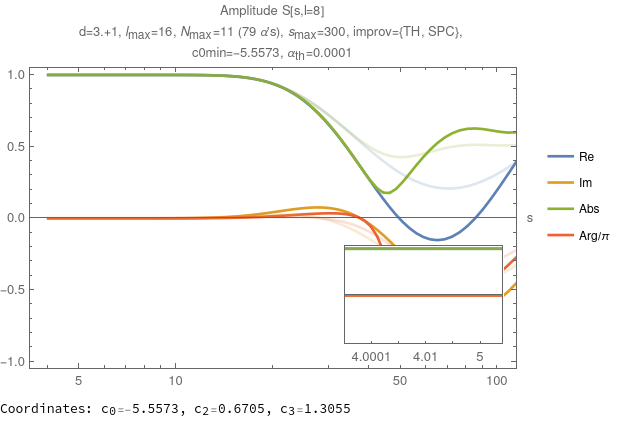 Amplitude S[s,l=8]
d=3.+1, lmax=16, Nmax=11 (79 α's), smax=300, improv={TH, SPC},
c0min=−5.5573, αth=0.0001
1.0
0.5
0.0
−0.5
−1.0
5 10 50 100
s
4.0001 4.01 5
Re
Im
Abs
Arg/π
Coordinates: c0=-5.5573, c2=0.6705, c3=1.3055